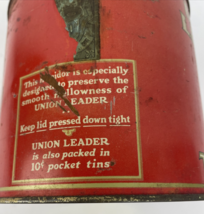 This humidor is especially
designed to preserve the
smooth mellowness of
UNION LEADER
Keep lid pressed down tight
UNION LEADER
is also packed in
10¢ pocket tins